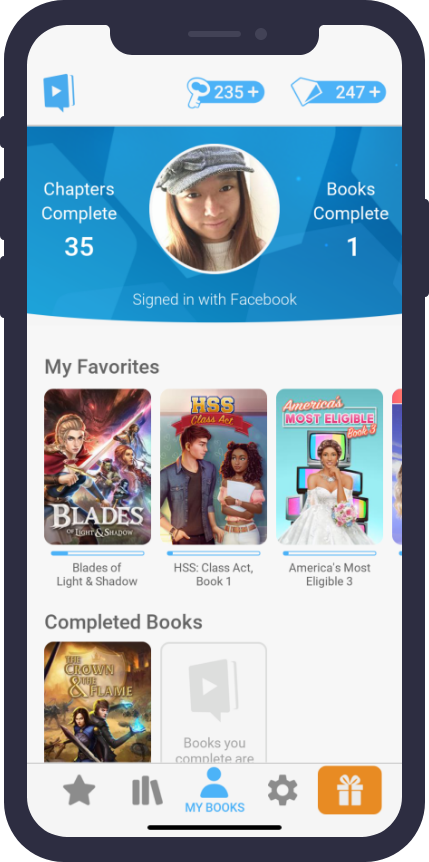 235 +
247 +
Chapters
Complete
35
Books
Complete
1
Signed in with Facebook
My Favorites
BLADES
OF LIGHT & SHADOW
HSS
Class Act
America's
MOST ELIGIBLE
Book 3
Blades of
Light & Shadow
HSS: Class Act,
Book 1
America's Most
Eligible 3
Completed Books
THE
CROWN
& THE
FLAME
Books you
complete are
MY BOOKS